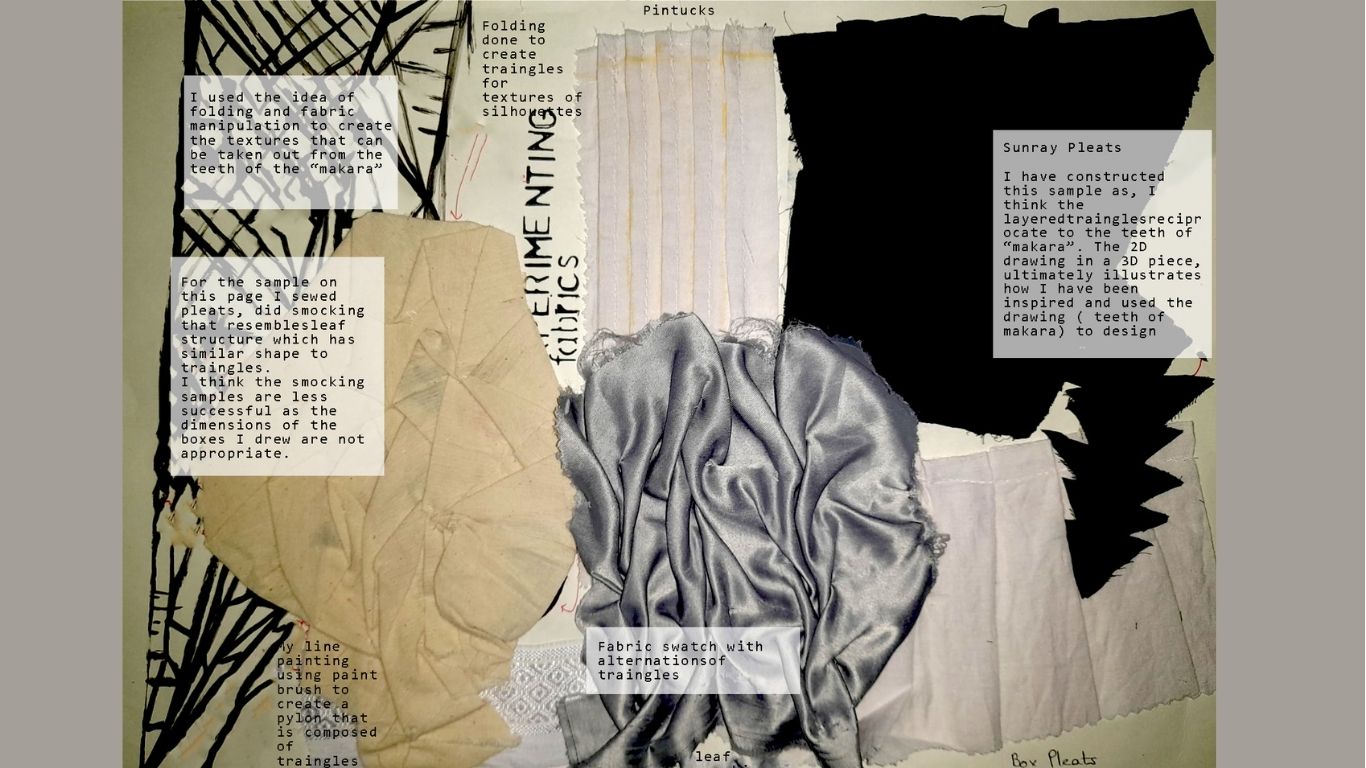 Pintucks
Folding
done to
create
traingles
for
textures of
silhouettes
I used the idea of
folding and fabric
manipulation to create
the textures that can
be taken out from the
teeth of the “makara”
ERIMENTING
fabrics
Sunray Pleats
I have constructed
this sample as, I
think the
layeredtrainglesrecipr
ocate to the teeth of
“makara”. The 2D
drawing in a 3D piece,
ultimately illustrates
how I have been
inspired and used the
drawing ( teeth of
makara) to design
For the sample on
this page I sewed
pleats, did smocking
that resemblesleaf
structure which has
similar shape to
traingles.
I think the smocking
samples are less
successful as the
dimensions of the
boxes I drew are not
appropriate.
My line
painting
using paint
brush to
create a
pylon that
is composed
of
traingles
Fabric swatch with
alternationsof
traingles
leaf
Box Pleats